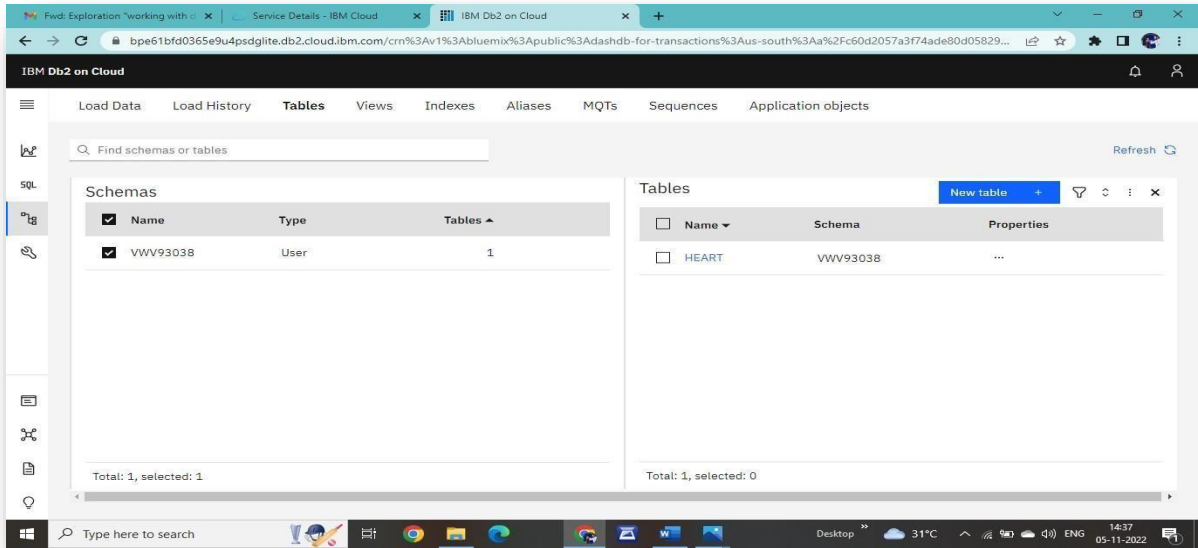 Fwd: Exploration "working with d
Service Details - IBM Cloud
IBM Db2 on Cloud
bpe61bfd0365e9u4psdglite.db2.cloud.ibm.com/crn%3Av1%3Abluemix%3Apublic%3Adashdb-for-transactions%3Aus-south%3Aa%2Fc60d2057a3f74ade80d05829...
IBM Db2 on Cloud
Load Data Load History Tables Views Indexes Aliases MQTs Sequences Application objects
Find schemas or tables
Refresh
SQL
Schemas
Name Type Tables
VWV93038 User 1
Total: 1, selected: 1
Tables
New table +
Name Schema Properties
HEART VWV93038 ...
Total: 1, selected: 0
Type here to search
Desktop
31°C
ENG
14:37
05-11-2022